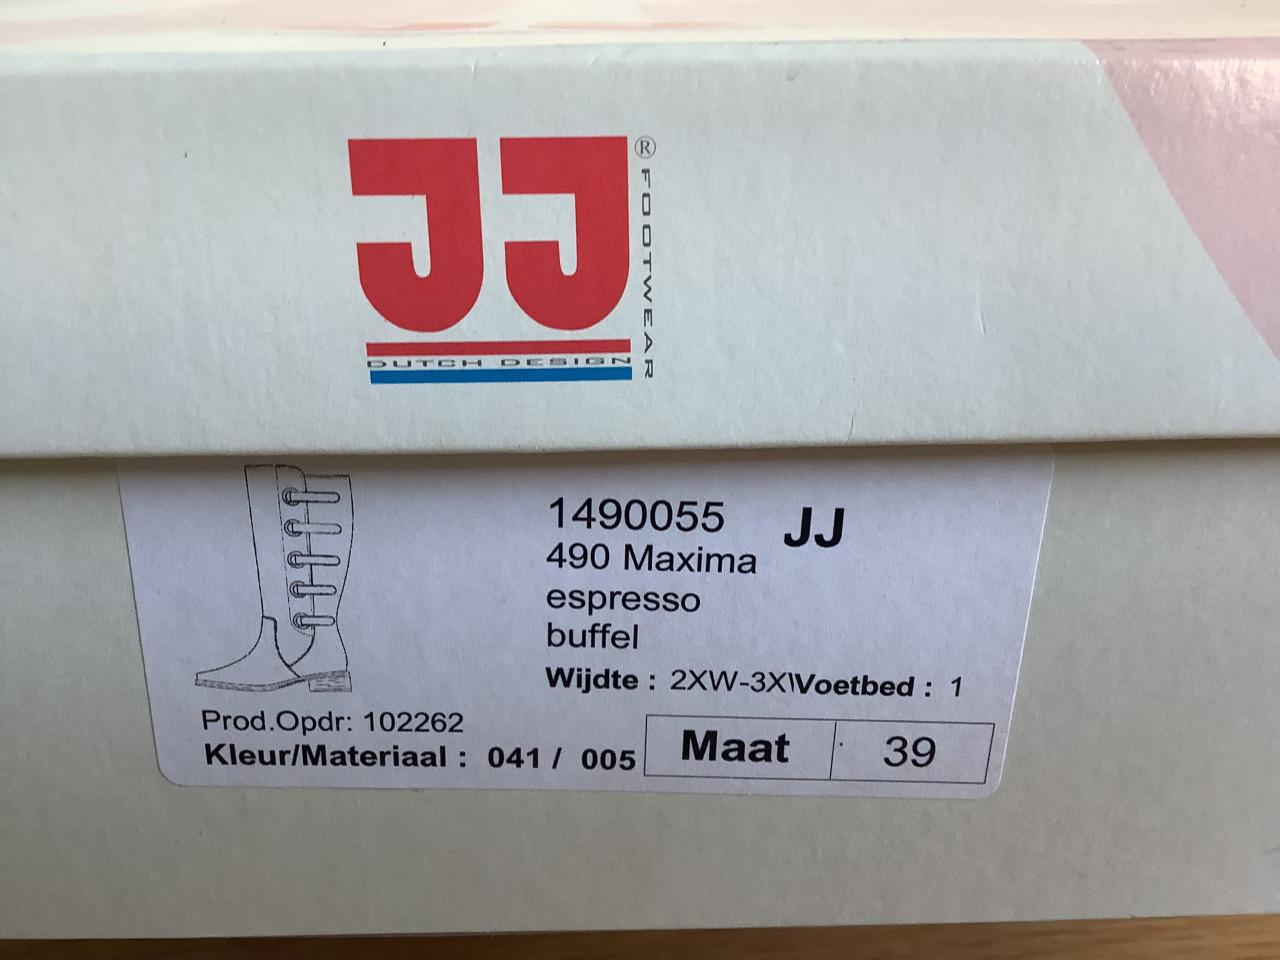 JJ®
FOOTWEAR
DUTCH DESIGN
1490055 JJ
490 Maxima
espresso
buffel
Wijdte : 2XW-3X Voetbed : 1
Prod.Opdr: 102262
Kleur/Materiaal : 041 / 005
Maat 39